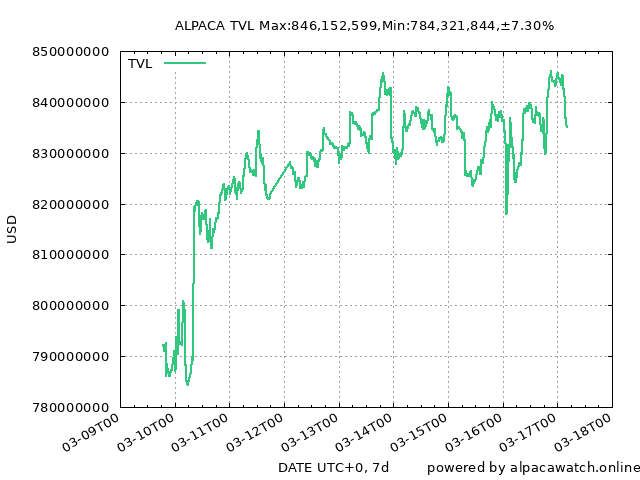 ALPACA TVL Max:846,152,599,Min:784,321,844,±7.30%
TVL
850000000
840000000
830000000
820000000
810000000
800000000
790000000
780000000
USD
03-09T00
03-10T00
03-11T00
03-12T00
03-13T00
03-14T00
03-15T00
03-16T00
03-17T00
03-18T00
DATE UTC+0, 7d
powered by alpacawatch.online